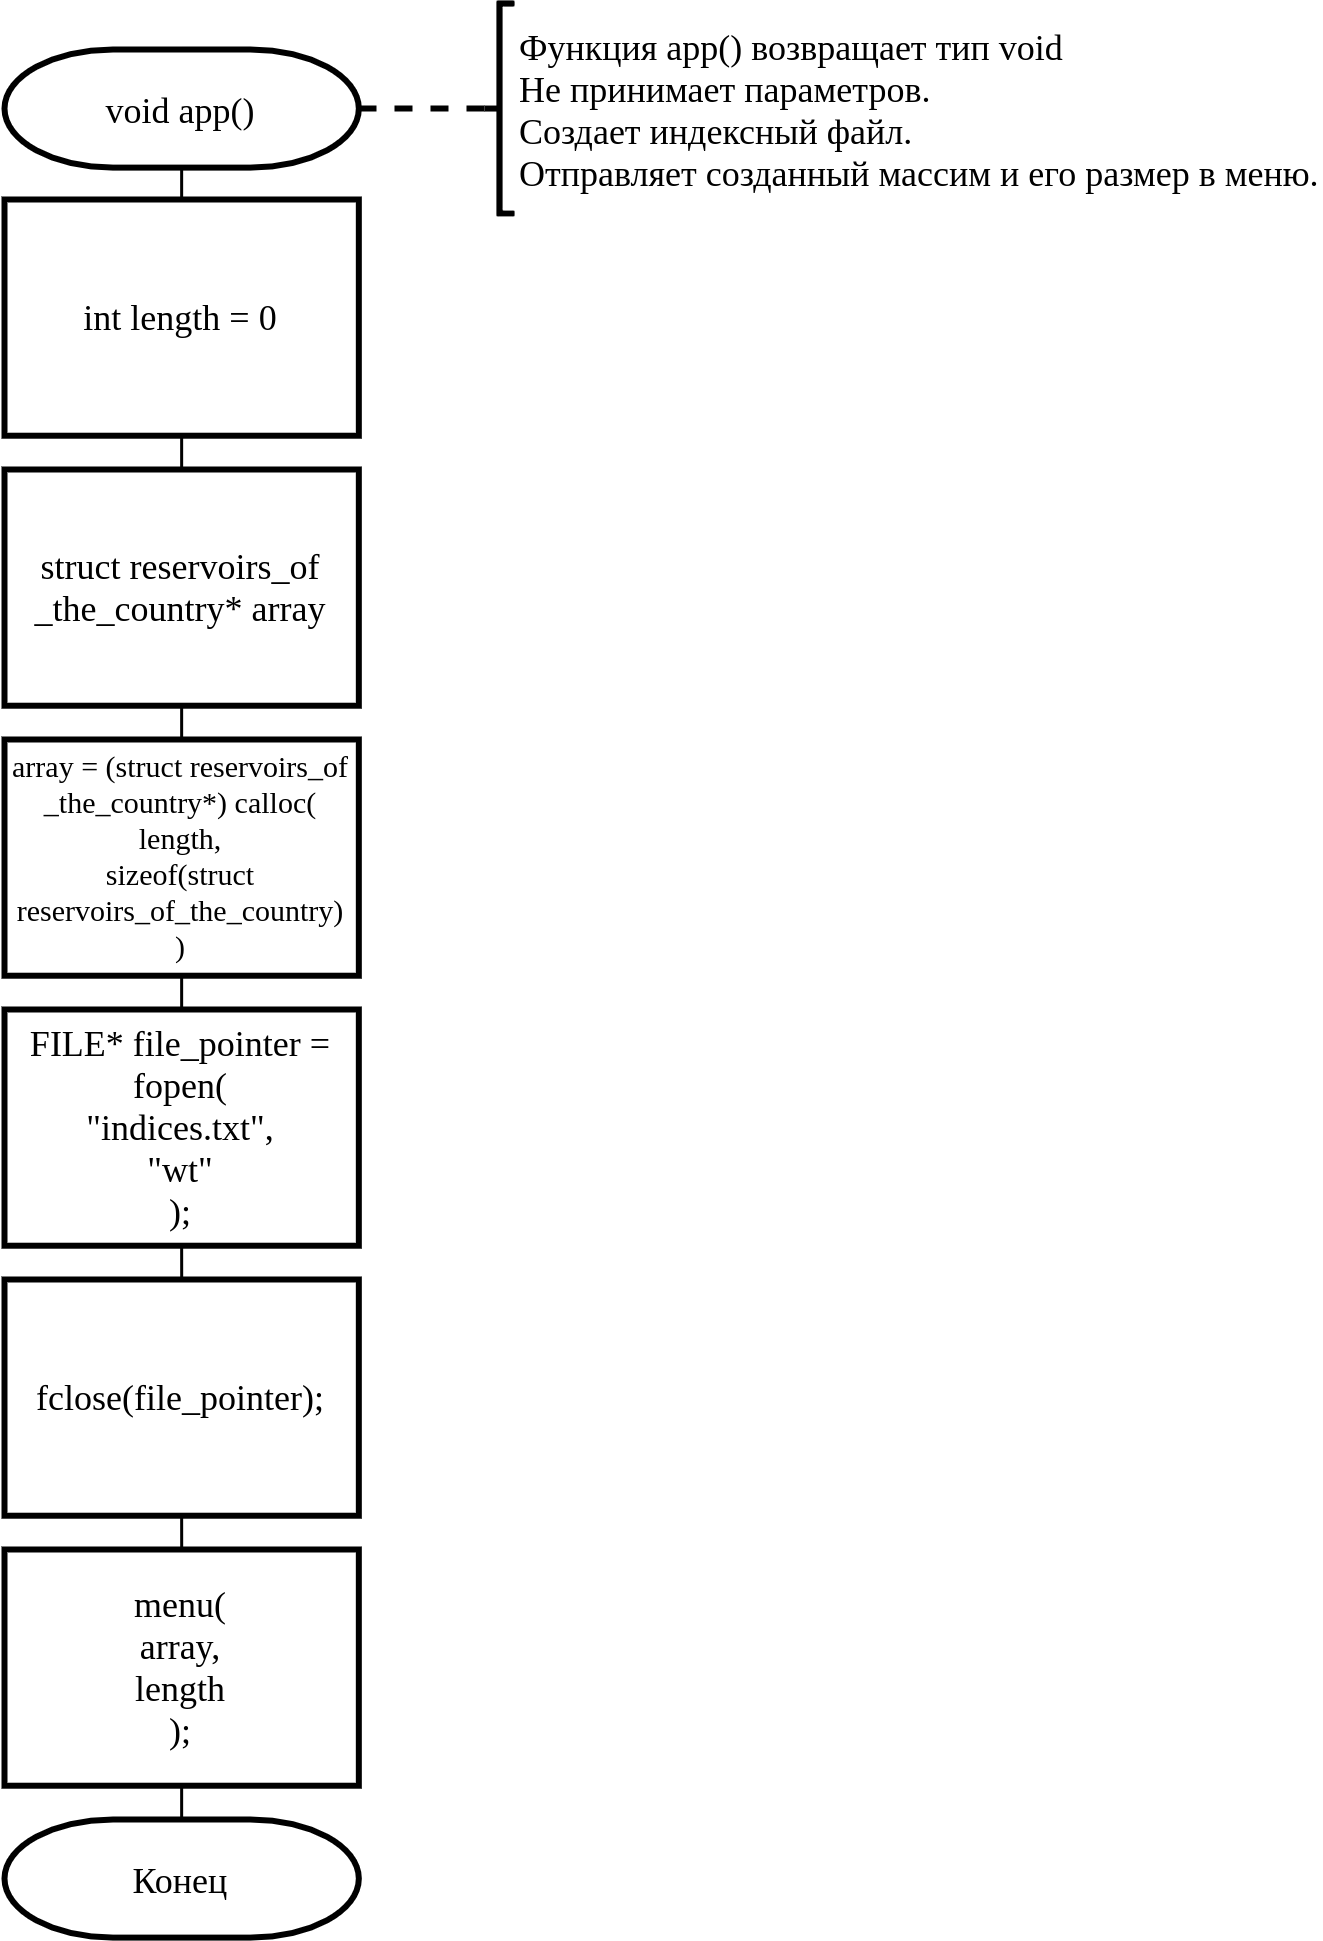 void app()
Функция app() возвращает тип void
Не принимает параметров.
Создает индексный файл.
Отправляет созданный массим и его размер в меню.
int length = 0
struct reservoirs_of
_the_country* array
array = (struct reservoirs_of
_the_country*) calloc(
length,
sizeof(struct
reservoirs_of_the_country)
)
FILE* file_pointer =
fopen(
"indices.txt",
"wt"
);
fclose(file_pointer);
menu(
array,
length
);
Конец